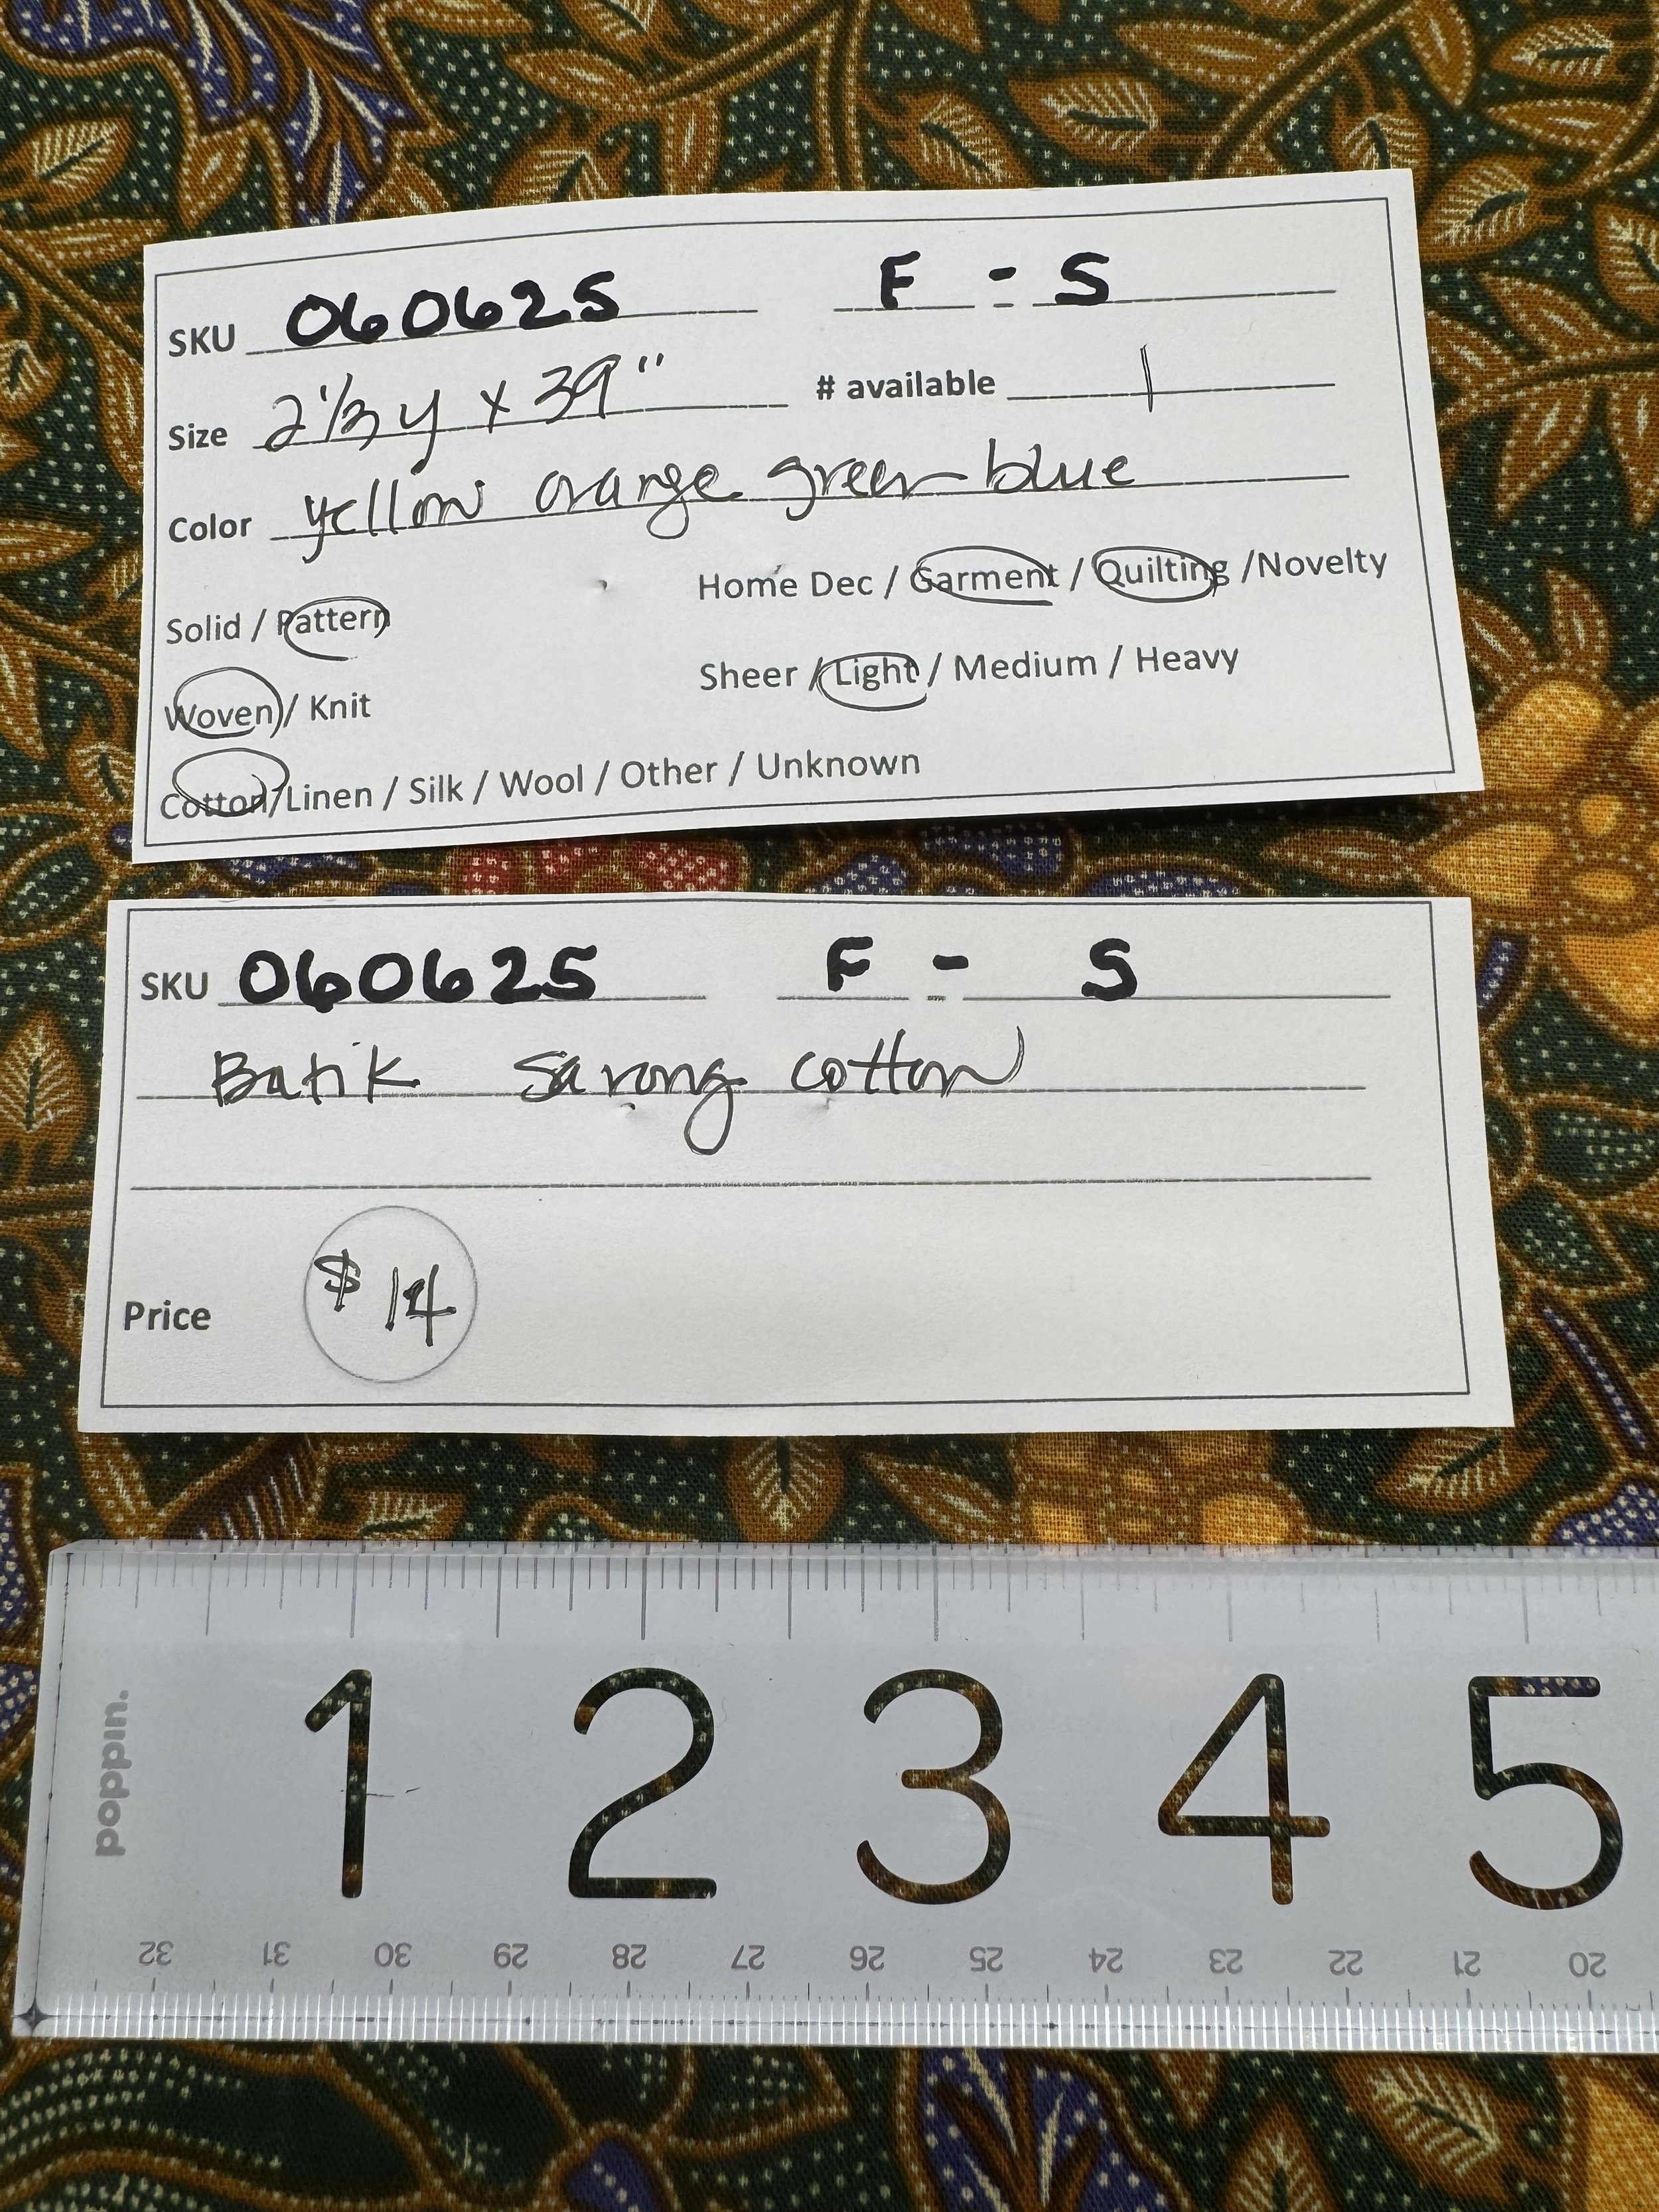 SKU 060625 F - S
Size 2 1/3 y x 39" # available 1
Color yellow orange green blue
Solid / Pattern Home Dec / Garment / Quilting /Novelty
Woven / Knit Sheer / Light / Medium / Heavy
Cotton/Linen / Silk / Wool / Other / Unknown
SKU 060625 F - S
Batik sarong cotton
Price $ 14
poppin.
1 2 3 4 5
32 31 30 29 28 27 26 25 24 23 22 21 20